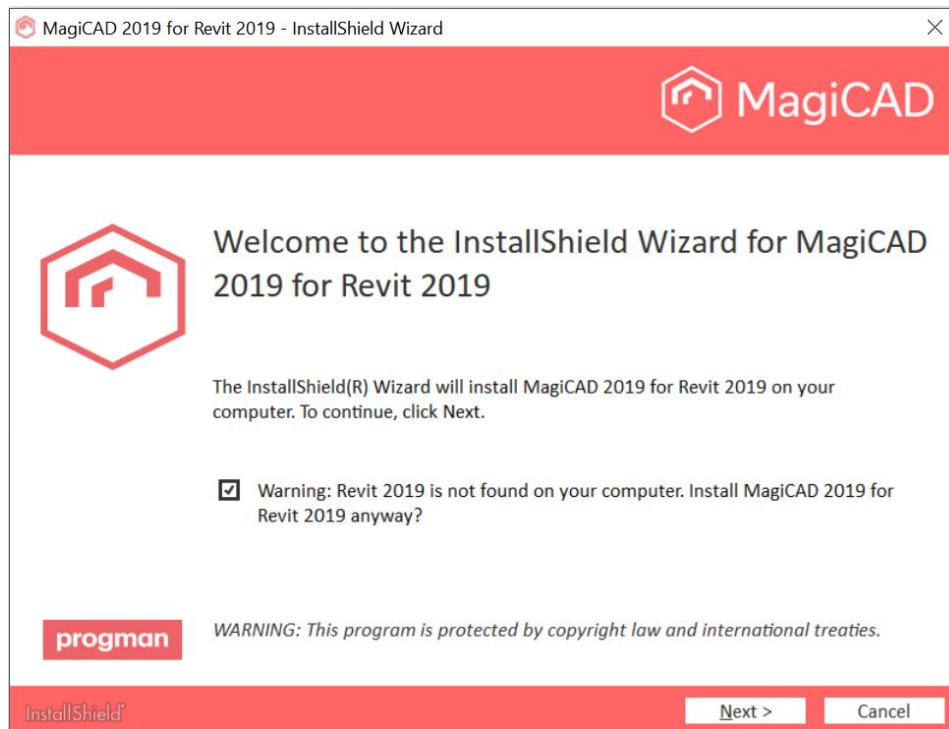 MagiCAD 2019 for Revit 2019 - InstallShield Wizard
MagiCAD
Welcome to the InstallShield Wizard for MagiCAD
2019 for Revit 2019
The InstallShield(R) Wizard will install MagiCAD 2019 for Revit 2019 on your
computer. To continue, click Next.
Warning: Revit 2019 is not found on your computer. Install MagiCAD 2019 for
Revit 2019 anyway?
progman
WARNING: This program is protected by copyright law and international treaties.
InstallShield
Next >
Cancel